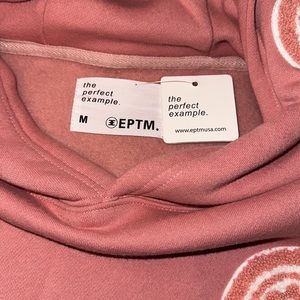 the
perfect
example.
M
EPTM.
the
perfect
example.
www.eptmusa.com